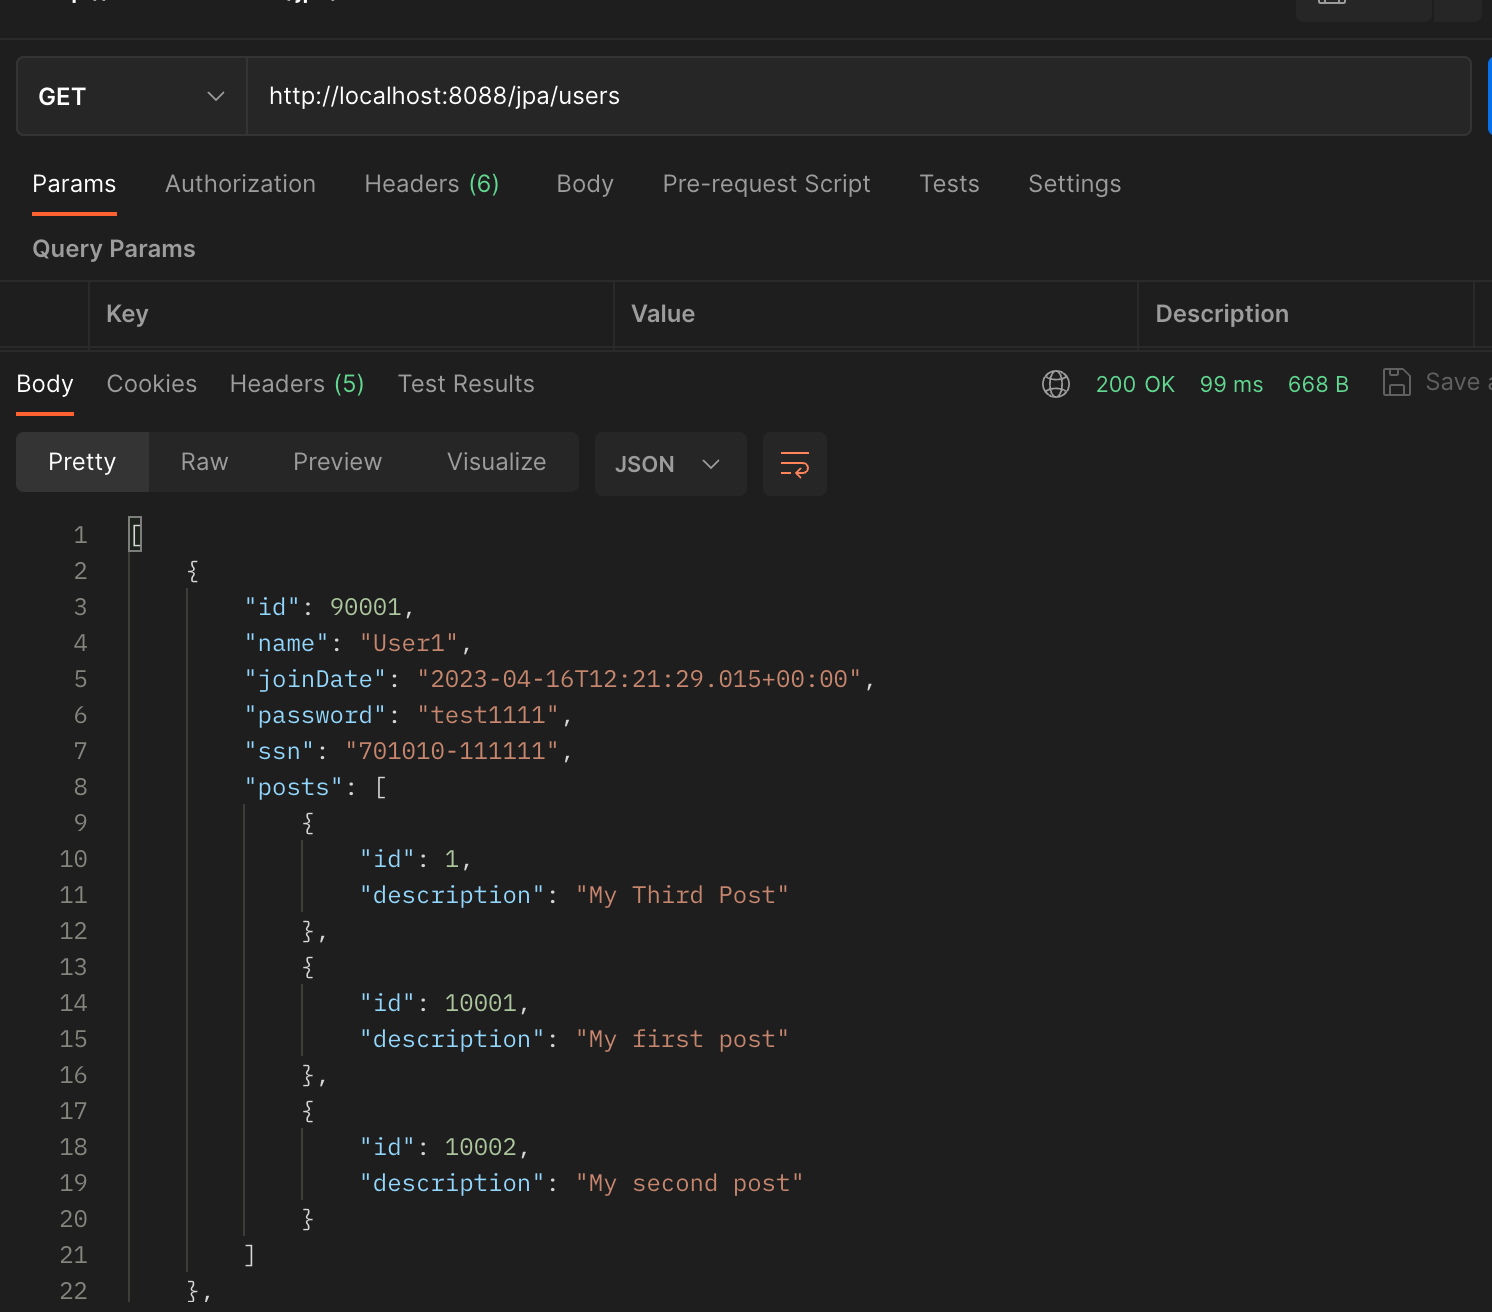 GET http://localhost:8088/jpa/users
Params Authorization Headers (6) Body Pre-request Script Tests Settings
Query Params
Key Value Description
Body Cookies Headers (5) Test Results 200 OK 99 ms 668 B Save
Pretty Raw Preview Visualize JSON
1 [
2 {
3 "id": 90001,
4 "name": "User1",
5 "joinDate": "2023-04-16T12:21:29.015+00:00",
6 "password": "test1111",
7 "ssn": "701010-111111",
8 "posts": [
9 {
10 "id": 1,
11 "description": "My Third Post"
12 },
13 {
14 "id": 10001,
15 "description": "My first post"
16 },
17 {
18 "id": 10002,
19 "description": "My second post"
20 }
21 ]
22 },